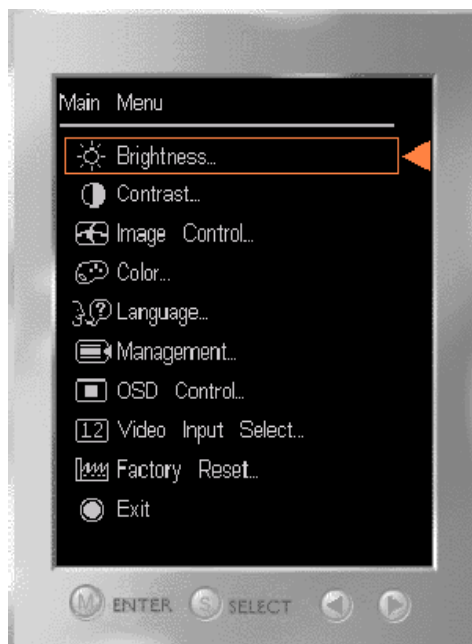 Main Menu
Brightness...
Contrast...
Image Control...
Color...
Language...
Management...
OSD Control...
12 Video Input Select...
Factory Reset...
Exit
M ENTER S SELECT